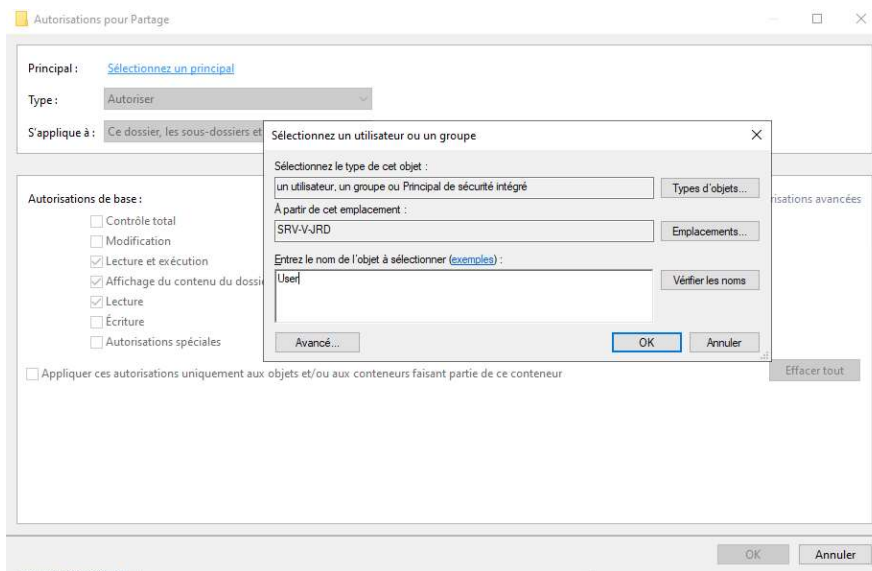 Autorisations pour Partage
Principal : Sélectionnez un principal
Type : Autoriser
S'applique à : Ce dossier, les sous-dossiers et
Sélectionnez un utilisateur ou un groupe
Sélectionnez le type de cet objet :
un utilisateur, un groupe ou Principal de sécurité intégré
Types d'objets...
À partir de cet emplacement :
SRV-V-JRD
Emplacements...
Entrez le nom de l'objet à sélectionner (exemples) :
User
Vérifier les noms
Avancé...
OK
Annuler
Autorisations de base :
avancées
Contrôle total
Modification
Lecture et exécution
Affichage du contenu du
Lecture
Écriture
Autorisations spéciales
Appliquer ces autorisations uniquement aux objets et/ou aux conteneurs faisant partie de ce conteneur
Effacer tout
OK
Annuler